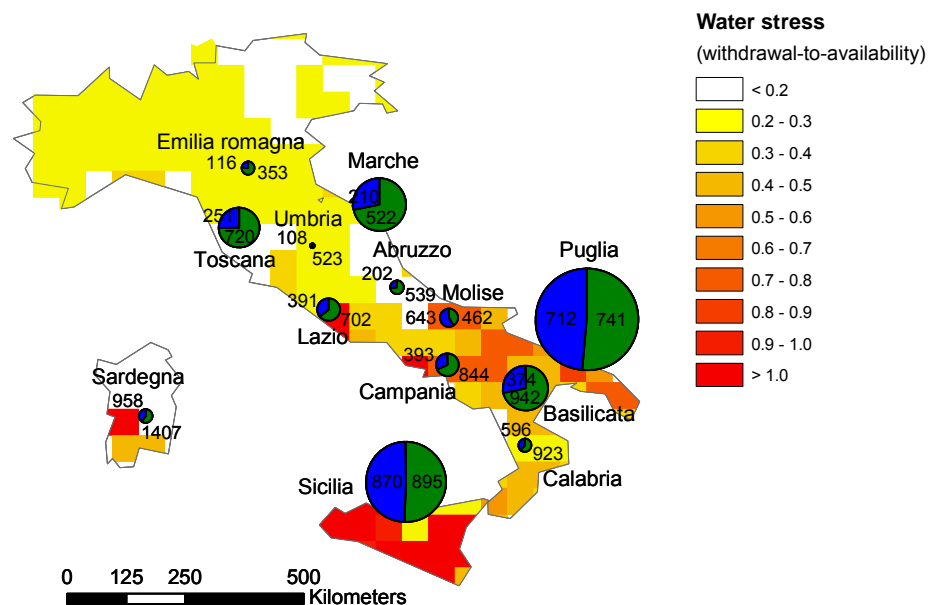 Water stress
(withdrawal-to-availability)
< 0.2
0.2 - 0.3
0.3 - 0.4
0.4 - 0.5
0.5 - 0.6
0.6 - 0.7
0.7 - 0.8
0.8 - 0.9
0.9 - 1.0
> 1.0
Emilia romagna
116
353
Marche
210
522
251
720
Toscana
Umbria
108
523
Abruzzo
202
539
Puglia
712
741
Molise
643
462
391
702
Lazio
393
844
Campania
374
942
Basilicata
Sardegna
958
1407
596
923
Calabria
Sicilia
870
895
0 125 250 500
Kilometers